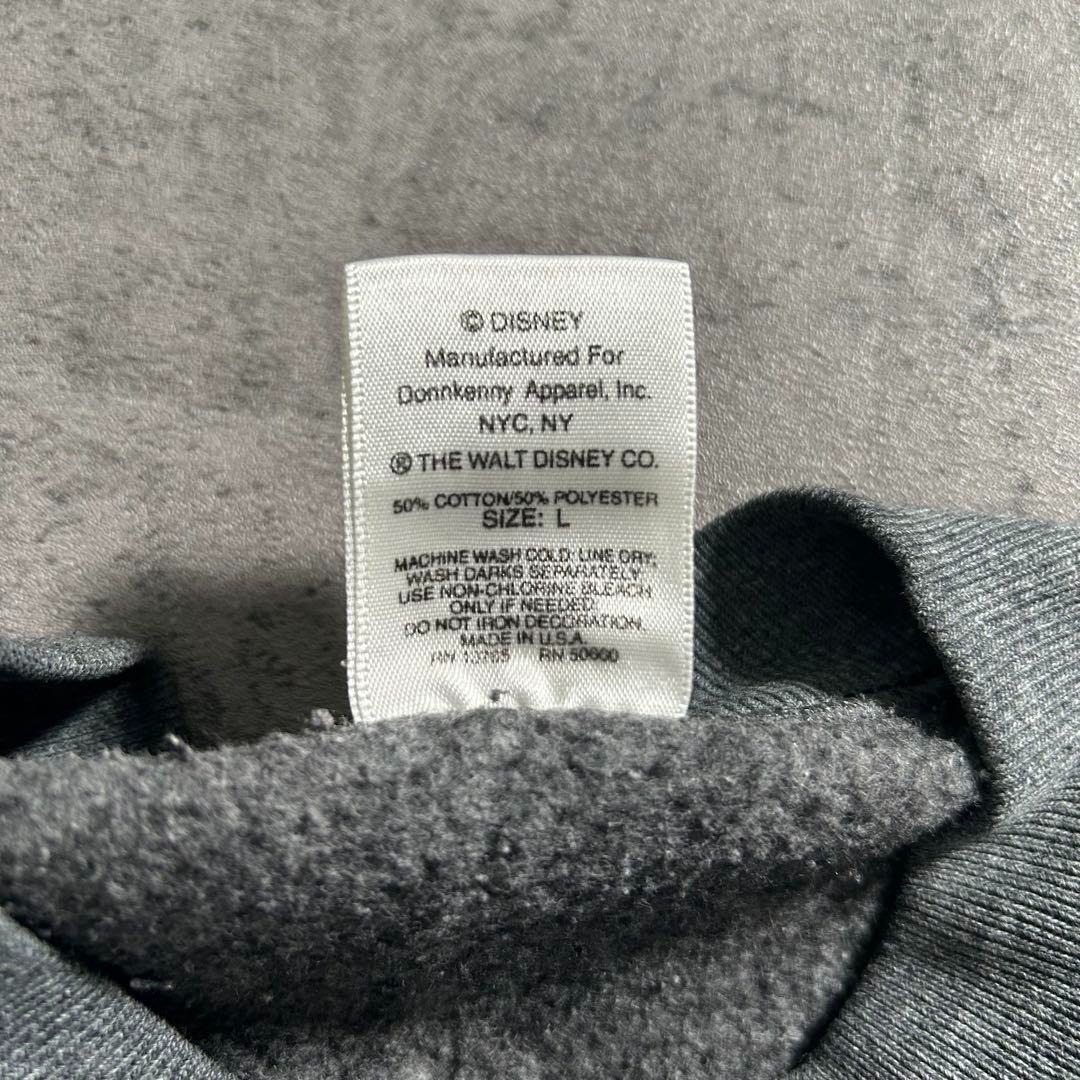 © DISNEY
Manufactured For
Donnkenny Apparel, Inc.
NYC, NY
® THE WALT DISNEY CO.
50% COTTON/50% POLYESTER
SIZE: L
MACHINE WASH COLD: LINE DRY;
WASH DARKS SEPARATELY
USE NON-CHLORINE BLEACH
ONLY IF NEEDED
DO NOT IRON DECORATION.
MADE IN U.S.A.
RN RN 50660